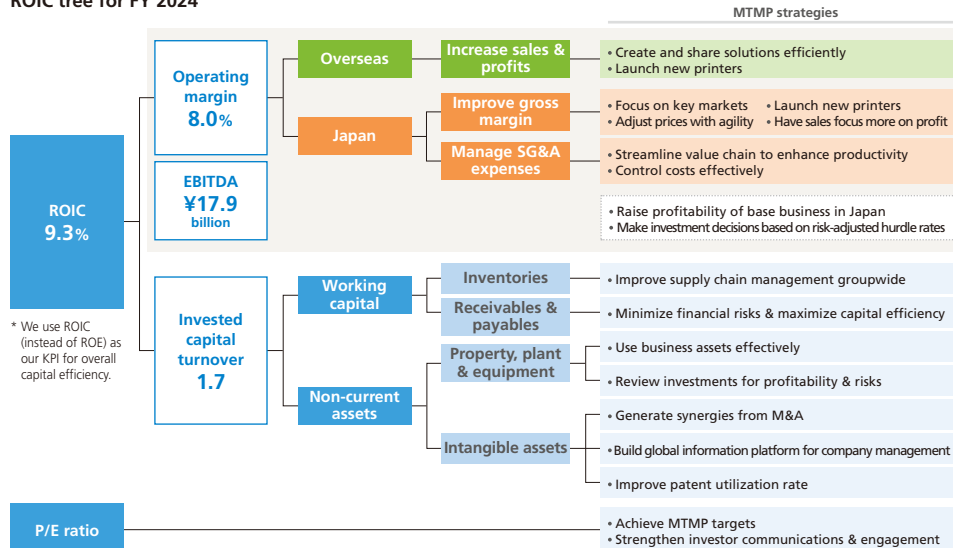 ROIC tree for FY 2024
MTMP strategies
ROIC
9.3%
* We use ROIC
(instead of ROE) as
our KPI for overall
capital efficiency.
Operating
margin
8.0%
EBITDA
¥17.9
billion
Overseas
Increase sales &
profits
• Create and share solutions efficiently
• Launch new printers
Japan
Improve gross
margin
• Focus on key markets • Launch new printers
• Adjust prices with agility • Have sales focus more on profit
Manage SG&A
expenses
• Streamline value chain to enhance productivity
• Control costs effectively
• Raise profitability of base business in Japan
• Make investment decisions based on risk-adjusted hurdle rates
Invested
capital
turnover
1.7
Working
capital
Inventories
• Improve supply chain management groupwide
Receivables &
payables
• Minimize financial risks & maximize capital efficiency
Non-current
assets
Property, plant
& equipment
• Use business assets effectively
• Review investments for profitability & risks
Intangible assets
• Generate synergies from M&A
• Build global information platform for company management
• Improve patent utilization rate
P/E ratio
• Achieve MTMP targets
• Strengthen investor communications & engagement